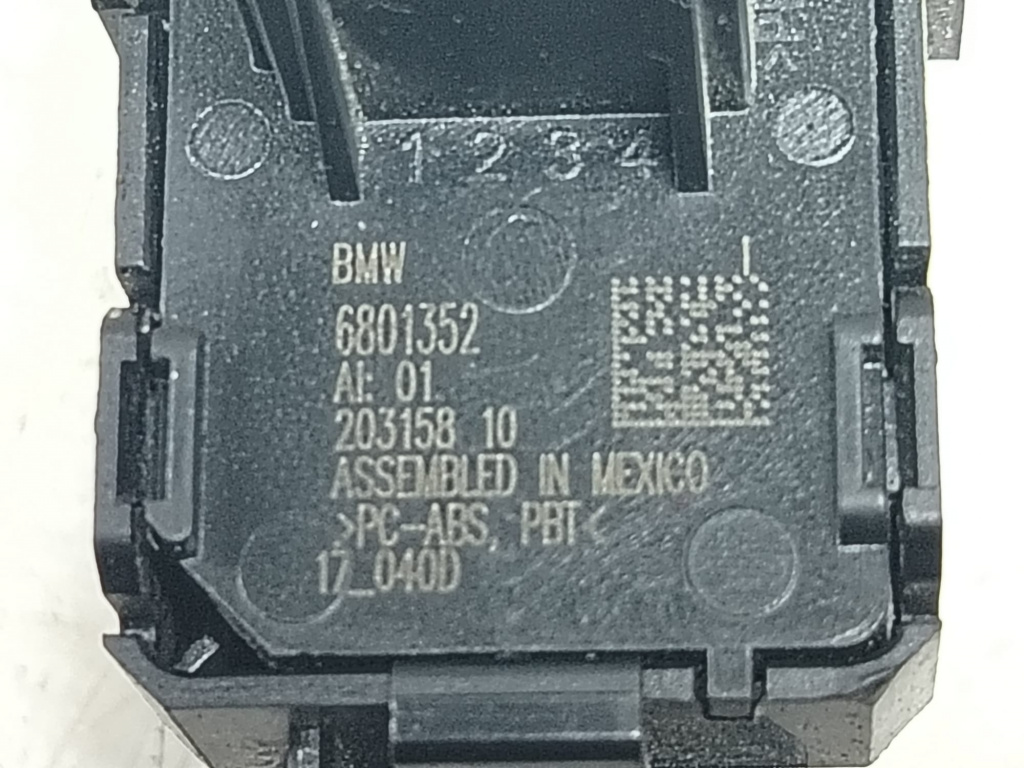 1 2 3 4
BMW
6801352
AI: 01
203158 10
ASSEMBLED IN MEXICO
>PC-ABS, PBT<
17_040D